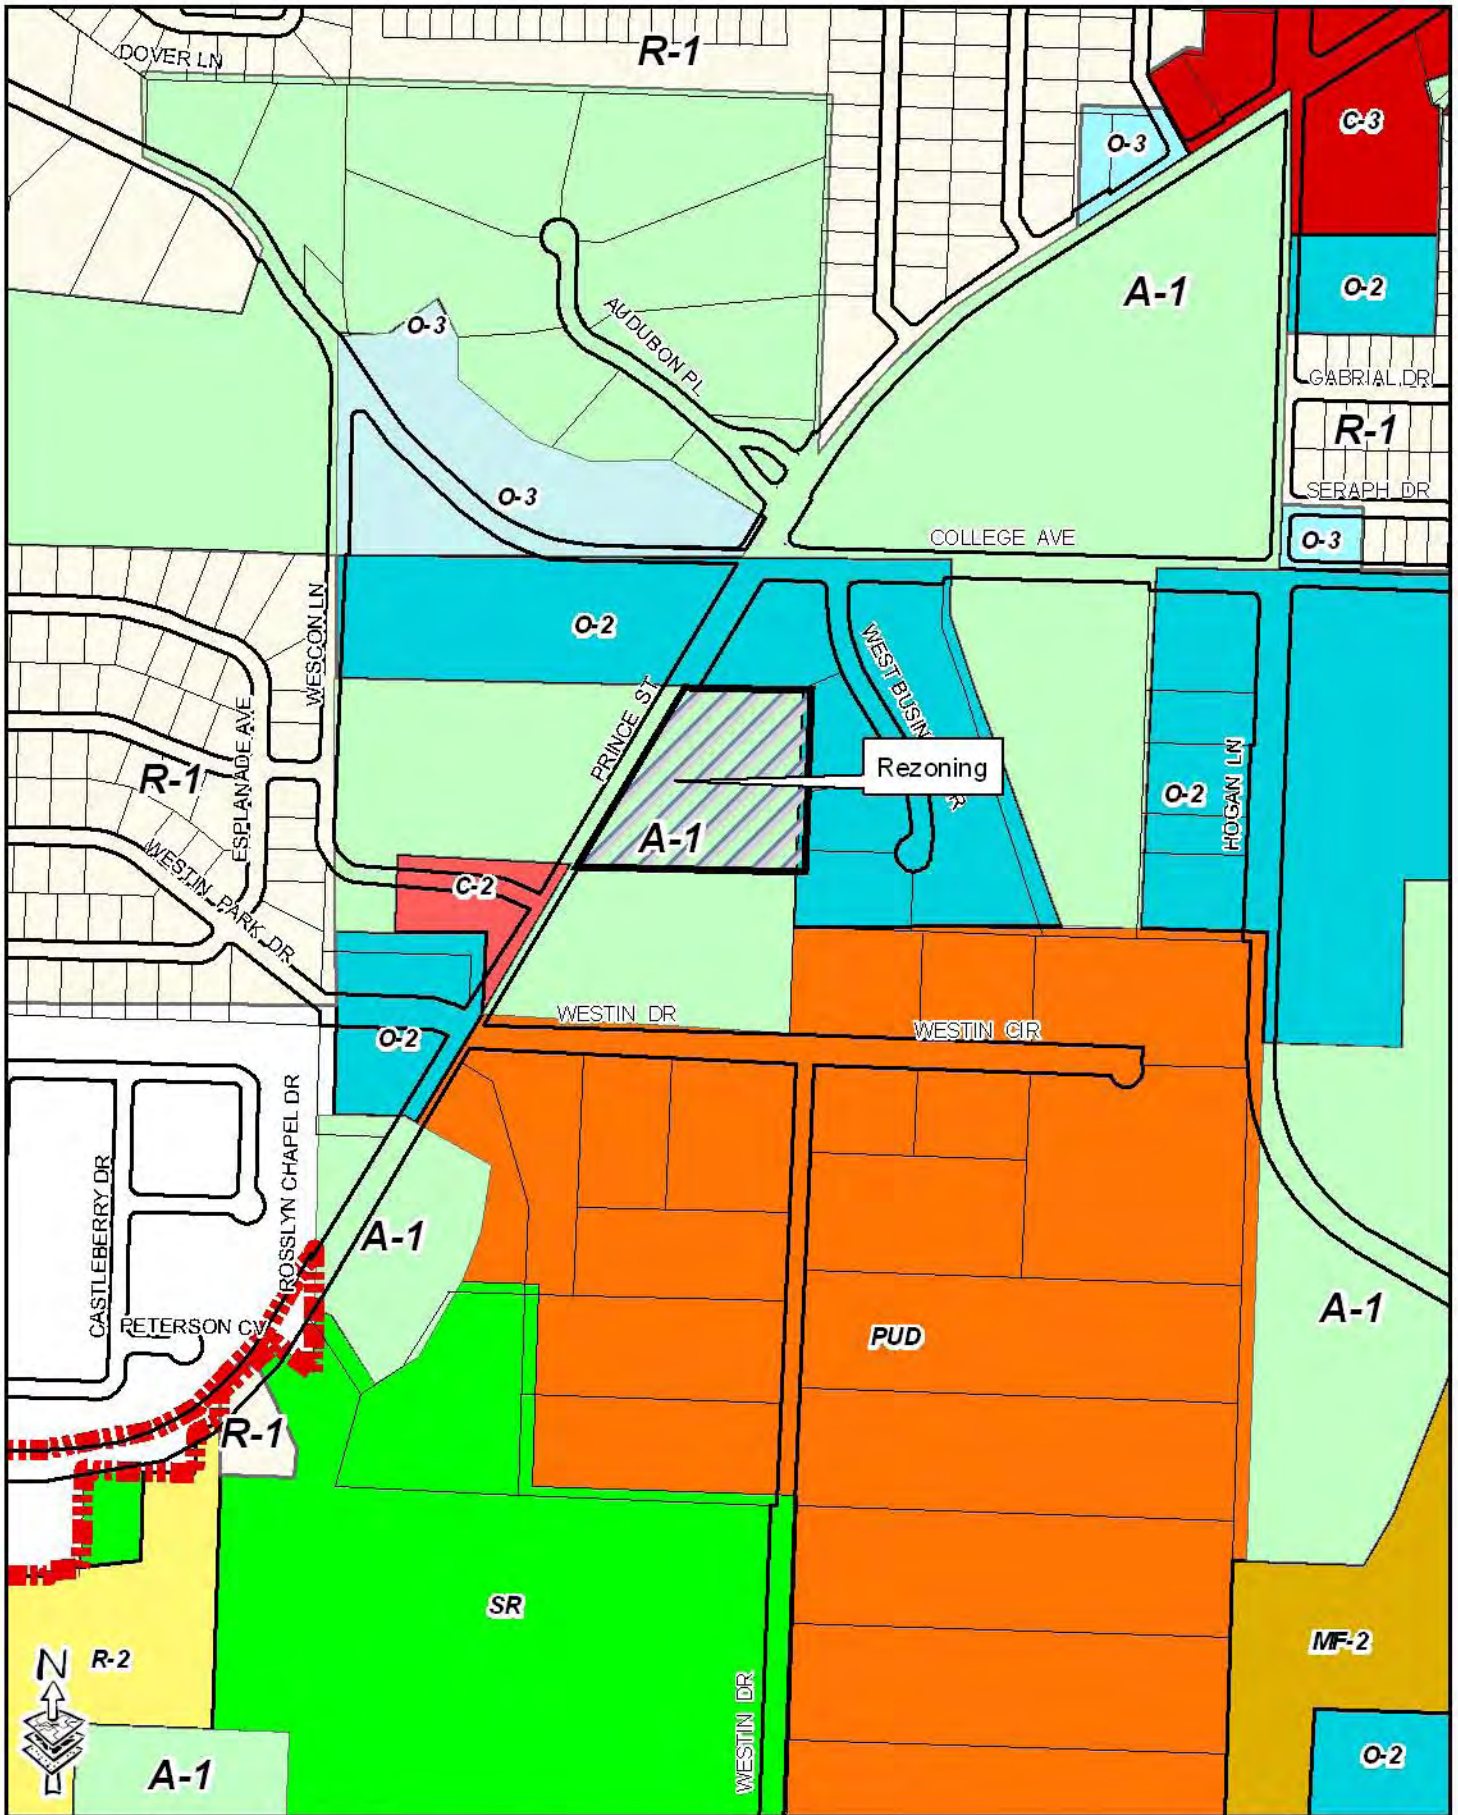 R-1
DOVER LN
C-3
O-3
A-1
O-2
O-3
AUDUBON PL
GABRIAL DR
R-1
SERAPH DR
O-3
COLLEGE AVE
O-3
WESCON LN
O-2
WEST BUSIN
R
PRINCE ST
ESPLANADE AVE
R-1
Rezoning
O-2
HOGAN LN
A-1
WESTIN PARK DR
C-2
WESTIN DR
WESTIN CIR
O-2
ROSSLYN CHAPEL DR
CASTLEBERRY DR
A-1
PETERSON CV
A-1
PUD
R-1
SR
MF-2
N
R-2
WESTIN DR
A-1
O-2